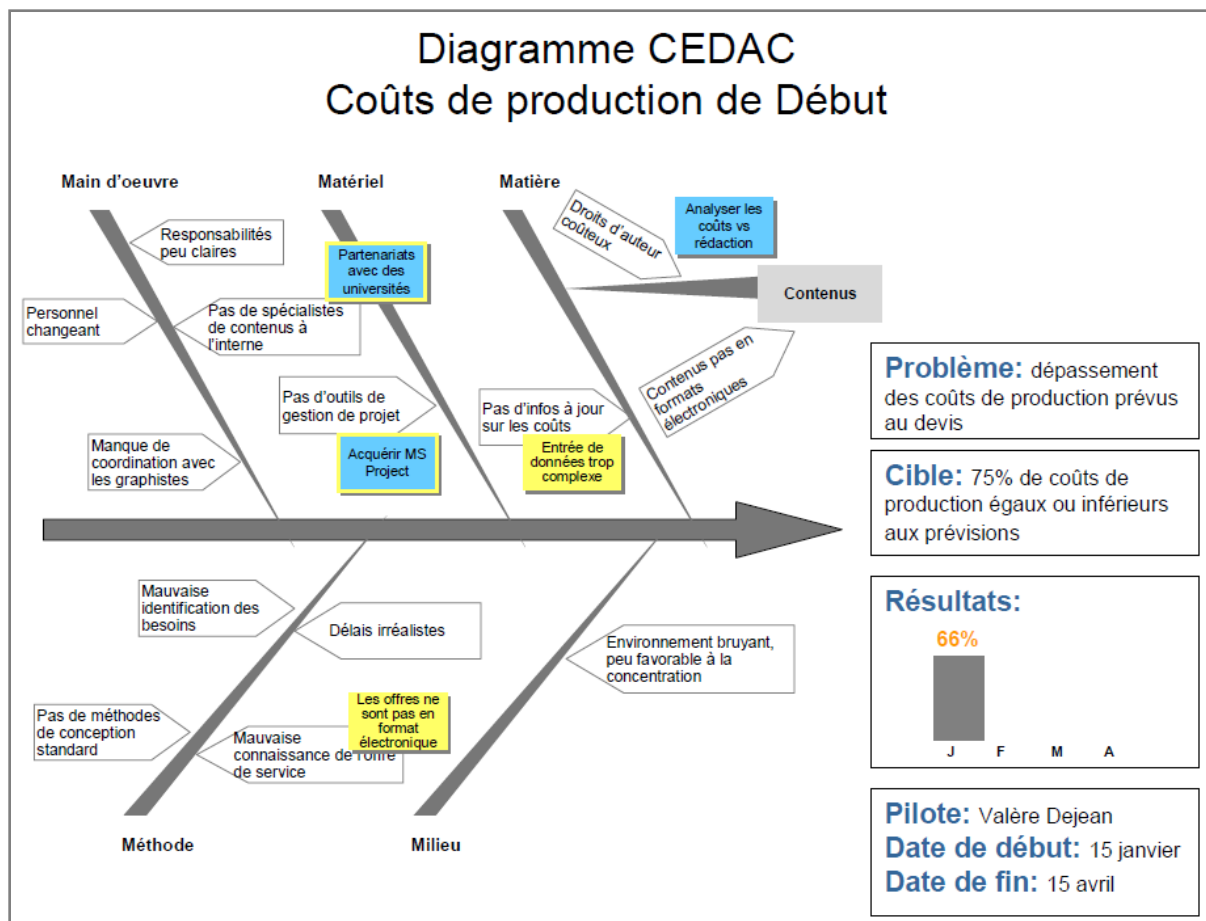 Diagramme CEDAC
Coûts de production de Début
Main d'oeuvre
Matériel
Matière
Responsabilités
peu claires
Personnel
changeant
Pas de spécialistes
de contenus à
l'interne
Manque de
coordination avec
les graphistes
Partenariats
avec des
universités
Pas d'outils de
gestion de projet
Acquérir MS
Project
Droits d'auteur
coûteux
Analyser les
coûts vs
rédaction
Contenus
Contenus pas en
formats
électroniques
Pas d'infos à jour
sur les coûts
Entrée de
données trop
complexe
Mauvaise
identification des
besoins
Délais irréalistes
Pas de méthodes
de conception
standard
Mauvaise
connaissance de l'offre
de service
Les offres ne
sont pas en
format
électronique
Environnement bruyant,
peu favorable à la
concentration
Méthode
Milieu
Problème: dépassement
des coûts de production prévus
au devis
Cible: 75% de coûts de
production égaux ou inférieurs
aux prévisions
Résultats:
66%
J F M A
Pilote: Valère Dejean
Date de début: 15 janvier
Date de fin: 15 avril